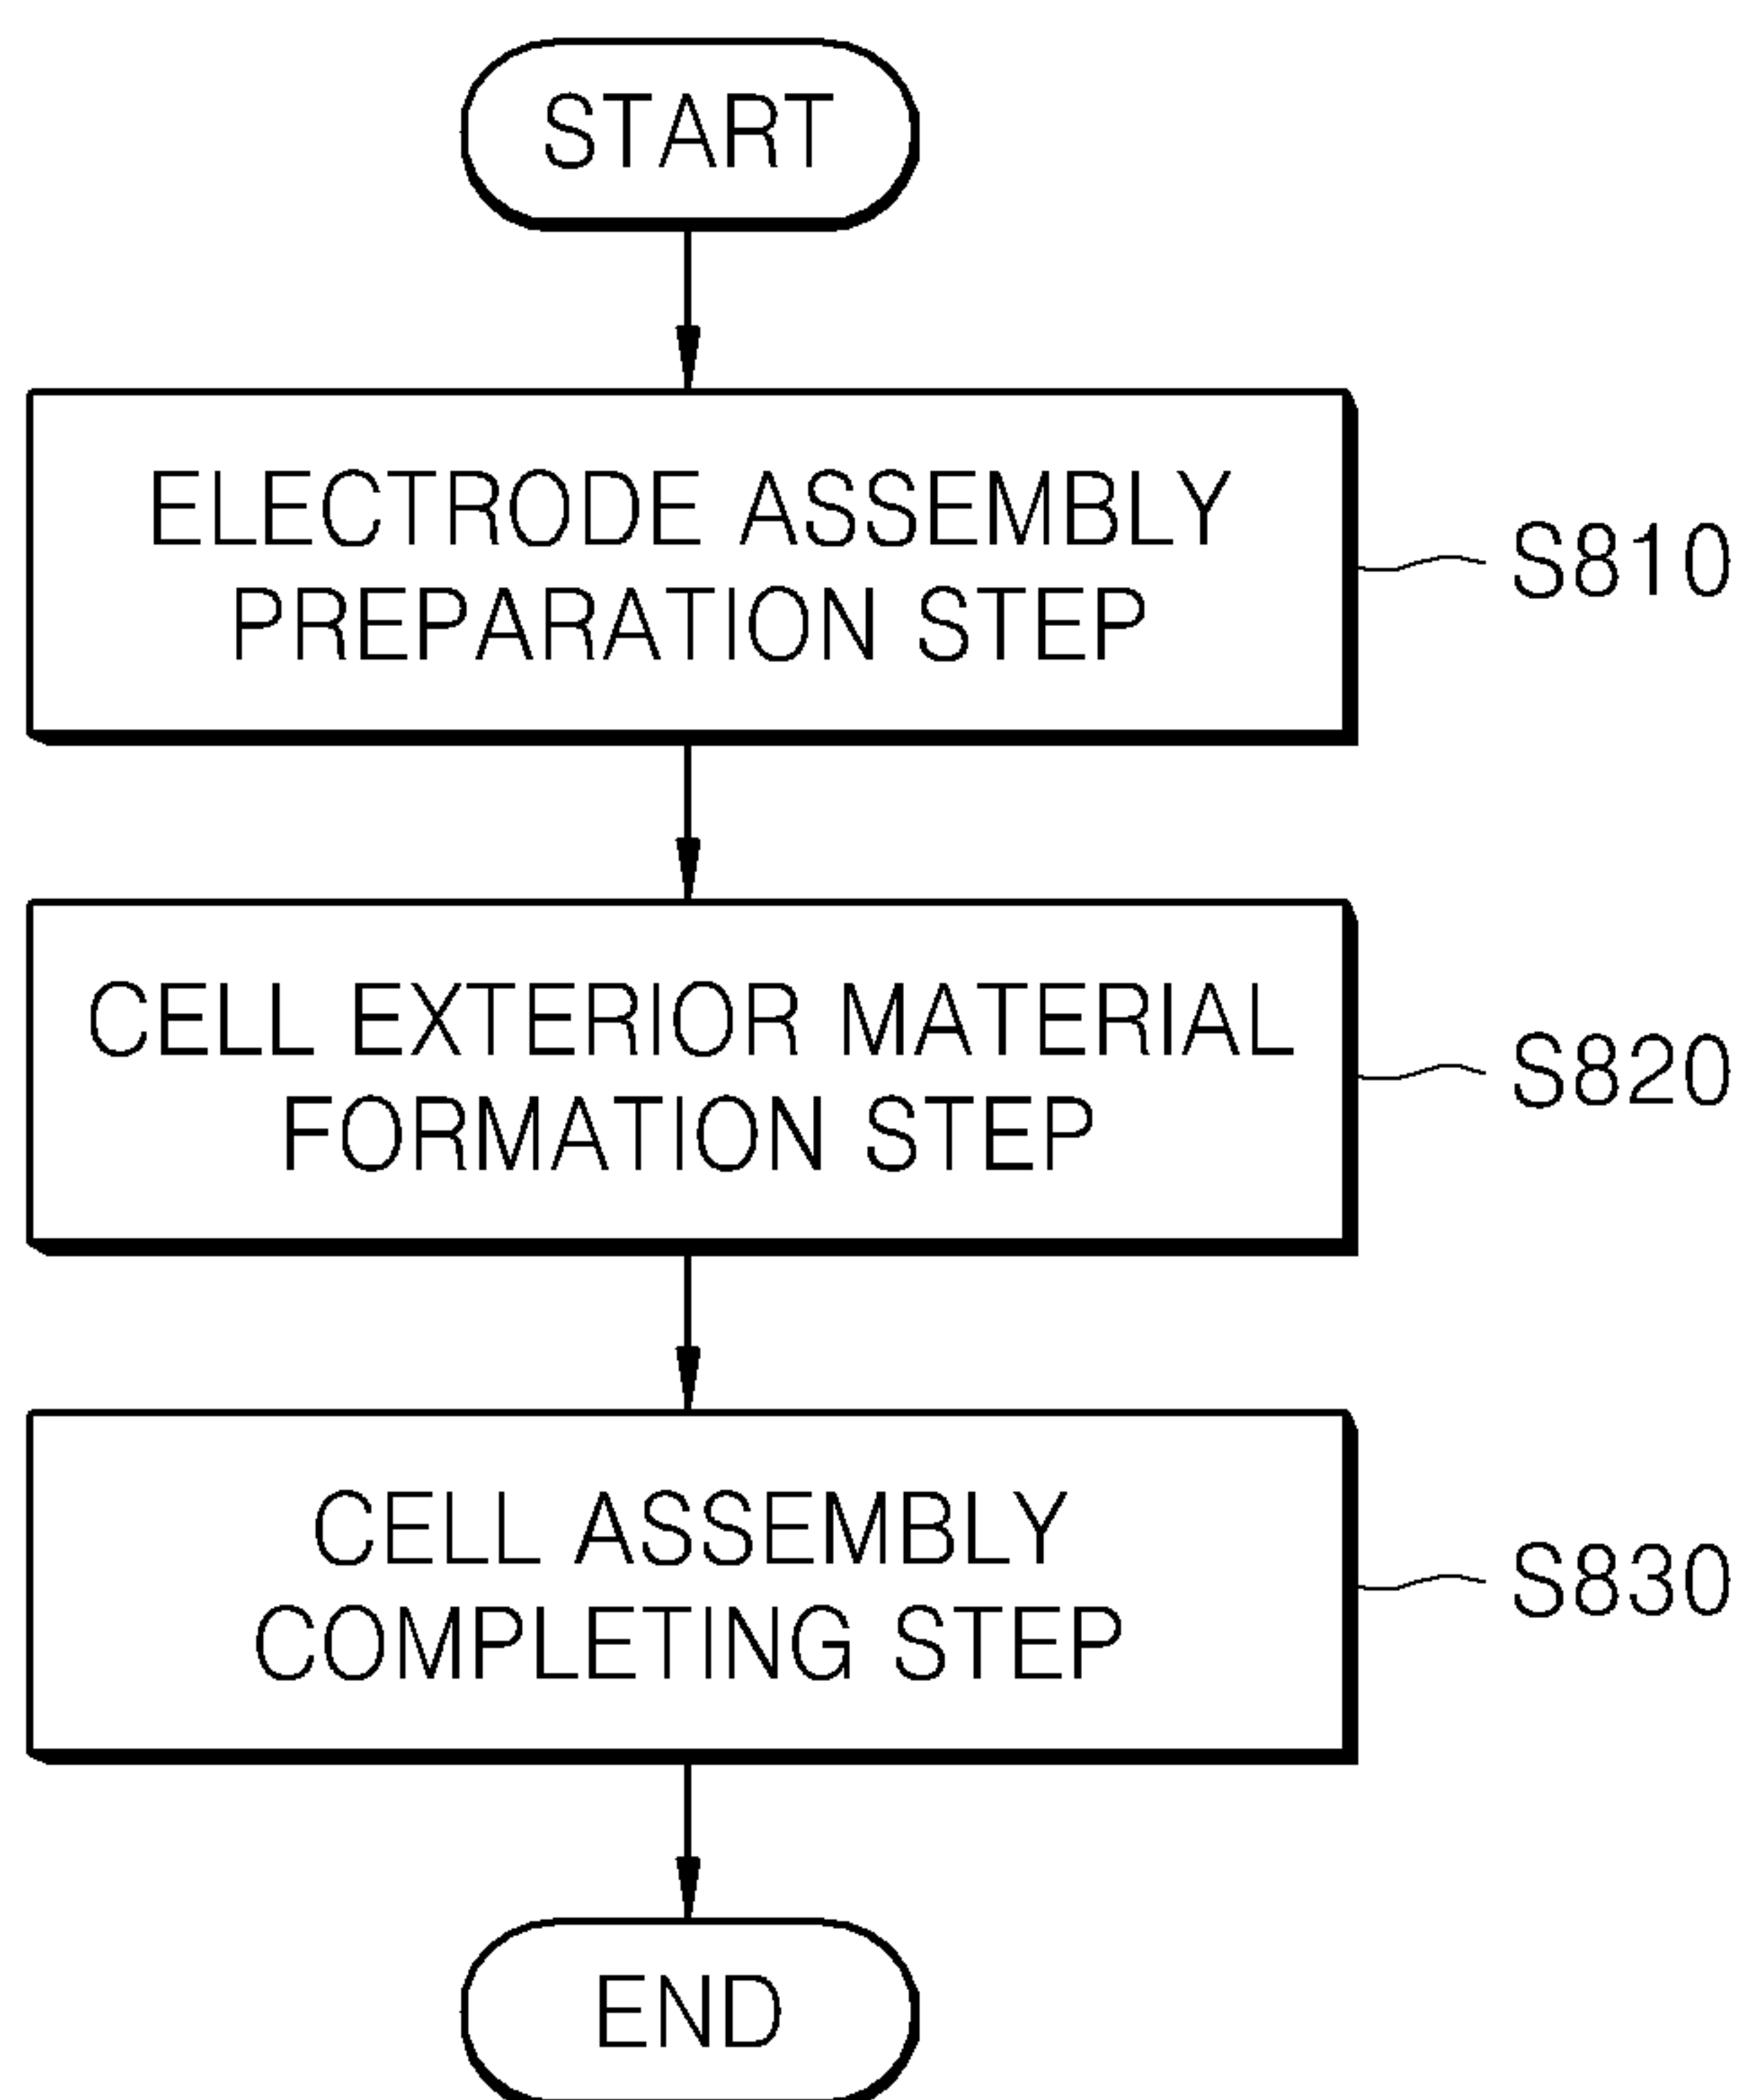 START
ELECTRODE ASSEMBLY
PREPARATION STEP
S810
CELL EXTERIOR MATERIAL
FORMATION STEP
S820
CELL ASSEMBLY
COMPLETING STEP
S830
END